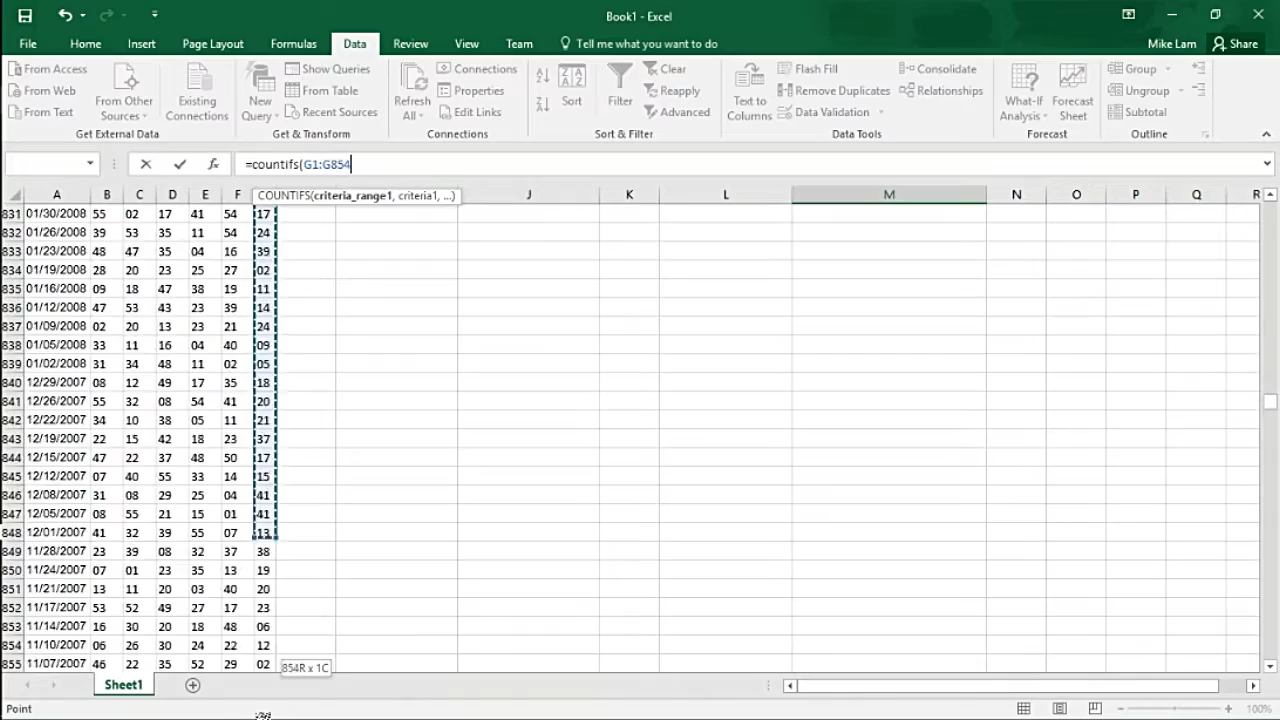 Book1 - Excel
File Home Insert Page Layout Formulas Data Review View Team Tell me what you want to do Mike Lam Share
From Access
From Web
From Text
From Other Sources
Existing Connections
Get External Data
New Query
Show Queries
From Table
Recent Sources
Get & Transform
Refresh All
Connections
Properties
Edit Links
Connections
Sort
Filter
Clear
Reapply
Advanced
Sort & Filter
Text to Columns
Flash Fill
Remove Duplicates
Data Validation
Consolidate
Relationships
Data Tools
What-If Analysis
Forecast Sheet
Forecast
Group
Ungroup
Subtotal
Outline
fx =countifs(G1:G854
COUNTIFS(criteria_range1, criteria1, ...)
A B C D E F J K L M N O P Q R
831 01/30/2008 55 02 17 41 54 17
832 01/26/2008 39 53 35 11 54 24
833 01/23/2008 48 47 35 04 16 39
834 01/19/2008 28 20 23 25 27 02
835 01/16/2008 09 18 47 38 19 11
836 01/12/2008 47 53 43 23 39 14
837 01/09/2008 02 20 13 23 21 24
838 01/05/2008 33 11 16 04 40 09
839 01/02/2008 31 34 48 11 02 05
840 12/29/2007 08 12 49 17 35 18
841 12/26/2007 55 32 08 54 41 20
842 12/22/2007 34 10 38 05 11 21
843 12/19/2007 22 15 42 18 23 37
844 12/15/2007 47 22 37 48 50 17
845 12/12/2007 07 40 55 33 14 15
846 12/08/2007 31 08 29 25 04 41
847 12/05/2007 08 55 21 15 01 41
848 12/01/2007 41 32 39 55 07 13
849 11/28/2007 23 39 08 32 37 38
850 11/24/2007 07 01 23 35 13 19
851 11/21/2007 13 11 20 03 40 20
852 11/17/2007 53 52 49 27 17 23
853 11/14/2007 16 30 20 18 48 06
854 11/10/2007 06 26 30 24 22 12
855 11/07/2007 46 22 35 52 29 02
854R x 1C
Sheet1
Point
100%